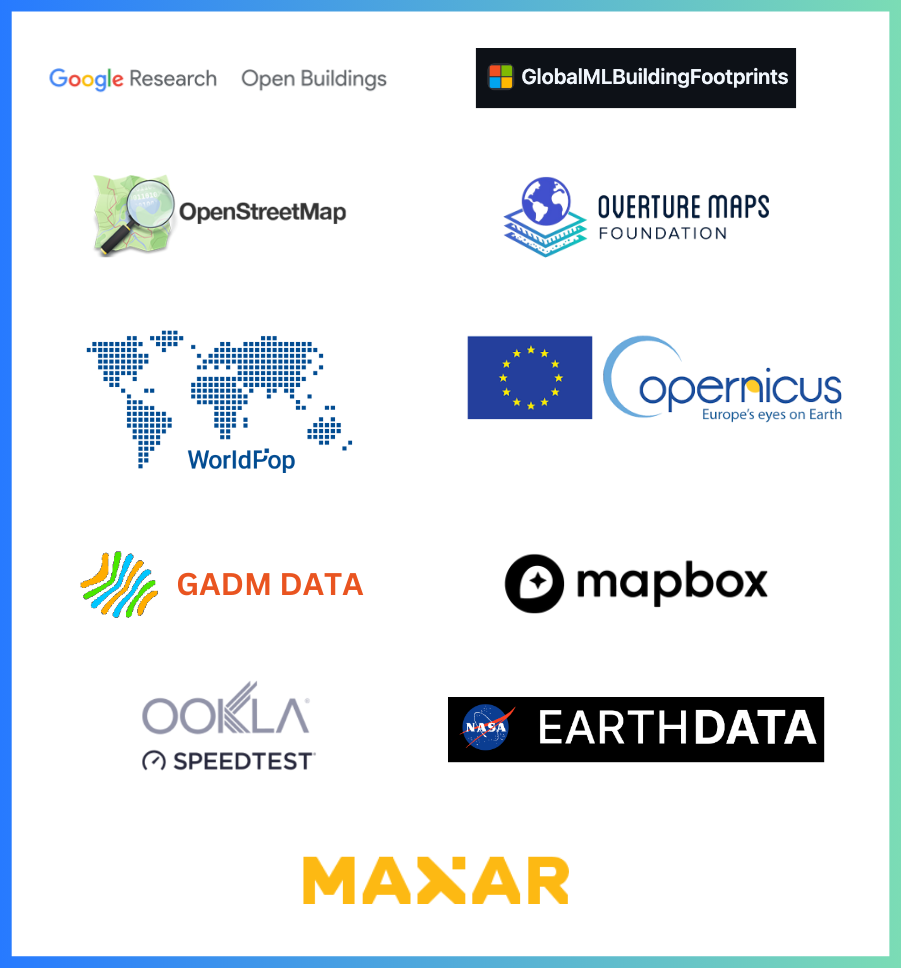 Google Research Open Buildings
GlobalMLBuildingFootprints
OpenStreetMap
OVERTURE MAPS
FOUNDATION
WorldPop
Copernicus
Europe's eyes on Earth
GADM DATA
mapbox
OOKLA®
SPEEDTEST®
NASA EARTHDATA
MAXAR